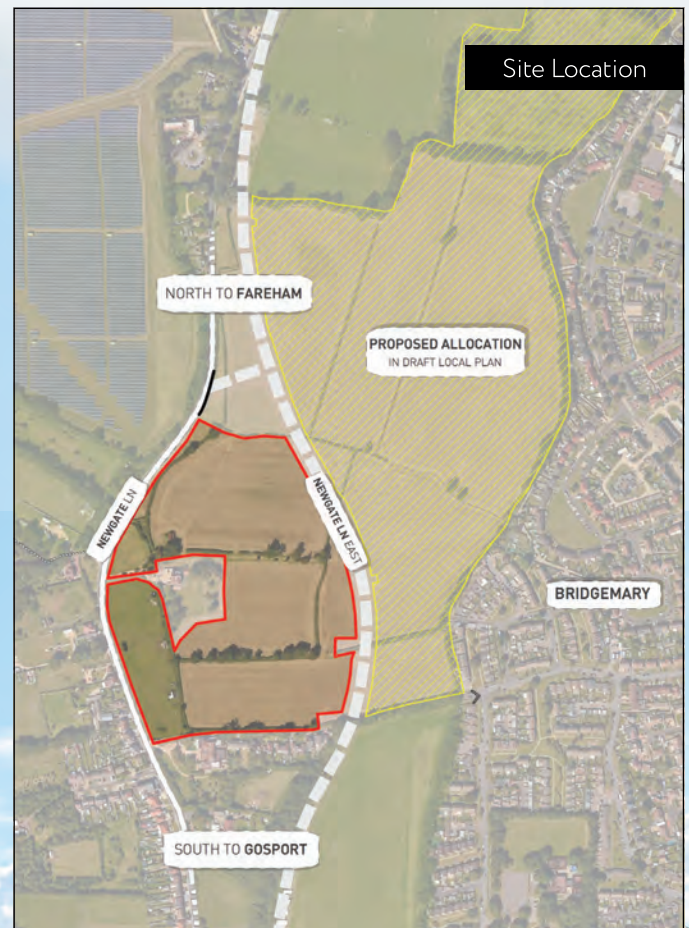 Site Location
NORTH TO FAREHAM
PROPOSED ALLOCATION
IN DRAFT LOCAL PLAN
NEWGATE LN
NEWGATE LN EAST
BRIDGEMARY
SOUTH TO GOSPORT